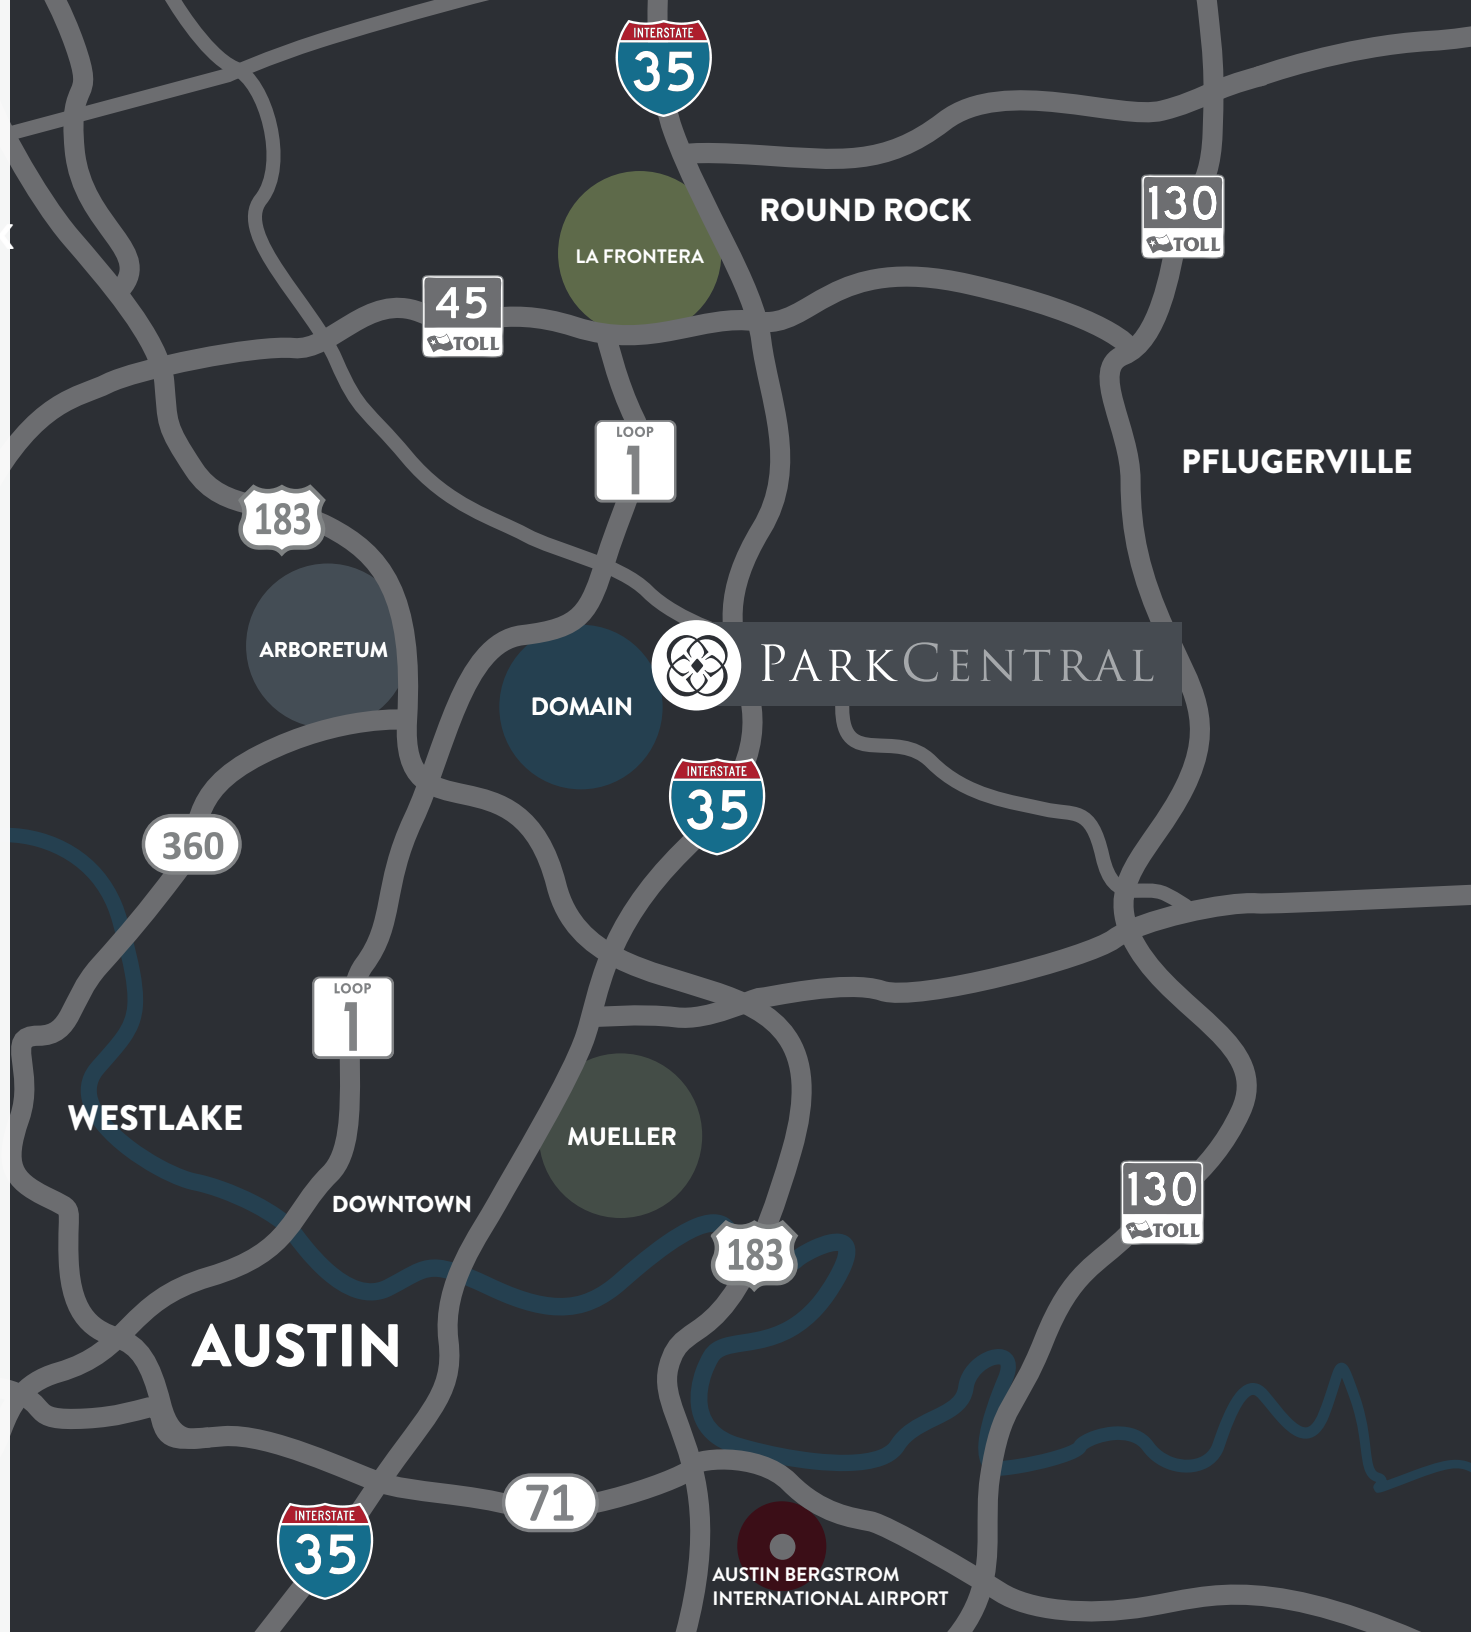 INTERSTATE
35
ROUND ROCK
130
TOLL
LA FRONTERA
45
TOLL
LOOP
1
PFLUGERVILLE
183
ARBORETUM
DOMAIN
PARKCENTRAL
INTERSTATE
35
360
LOOP
1
WESTLAKE
MUELLER
DOWNTOWN
130
TOLL
183
AUSTIN
71
INTERSTATE
35
AUSTIN BERGSTROM
INTERNATIONAL AIRPORT